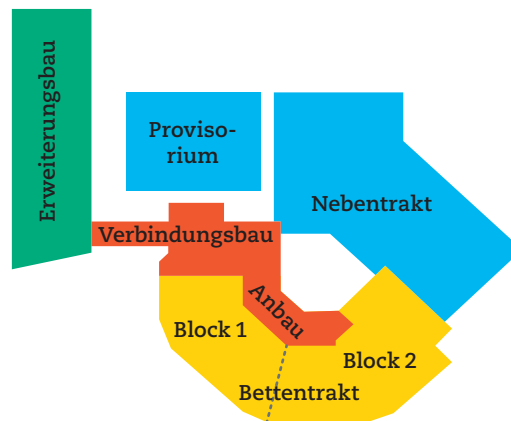 Erweiterungsbau
Proviso-
rium
Nebentrakt
Verbindungsbau
Anbau
Block 1
Block 2
Bettentrakt